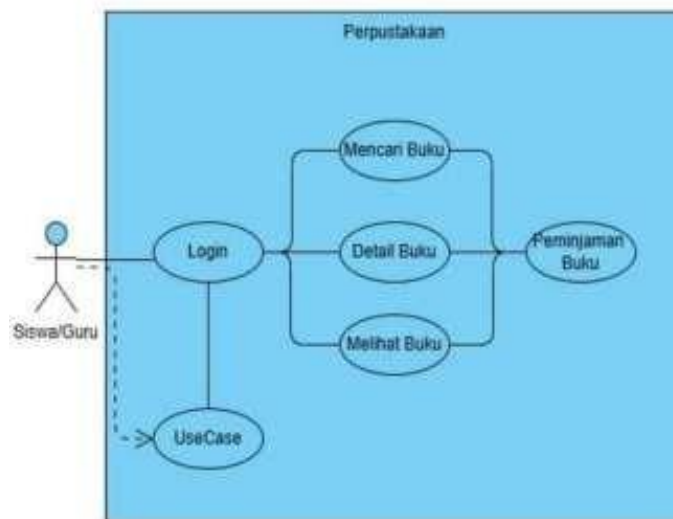 Perpustakaan
Mencari Buku
Login
Detail Buku
Peminjaman
Buku
Siswa/Guru
Melihat Buku
UseCase